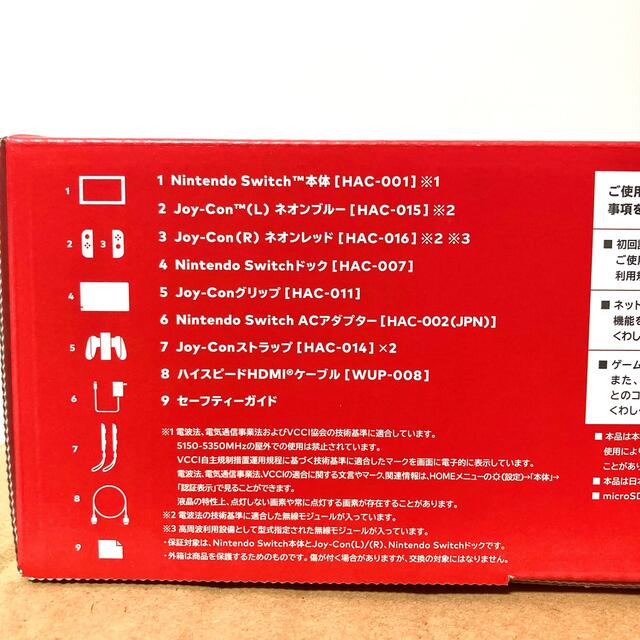 1 Nintendo Switch™本体[HAC-001]※1
2 Joy-Con™(L) ネオンブルー[HAC-015]※2
3 Joy-Con(R) ネオンレッド[HAC-016]※2 ※3
4 Nintendo Switchドック[HAC-007]
5 Joy-Conグリップ[HAC-011]
6 Nintendo Switch ACアダプター[HAC-002(JPN)]
7 Joy-Conストラップ[HAC-014]×2
8 ハイスピードHDMI®ケーブル[WUP-008]
9 セーフティーガイド
1
2 3
4
5
6
7
8
9
※1 電波法、電気通信事業法およびVCCI協会の技術基準に適合しています。
5150-5350MHzの屋外での使用は禁止されています。
VCCI自主規制措置運用規程に基づく技術基準に適合したマークを画面に電子的に表示しています。
電波法、電気通信事業法、VCCIの適合に関する文言やマーク、関連情報は、HOMEメニューの(設定)→「本体」→
「認証表示」で見ることができます。
液晶の特性上、点灯しない画素や常に点灯する画素が存在することがあります。
※2 電波法の技術基準に適合した無線モジュールが入っています。
※3 高周波利用設備として型式指定された無線モジュールが入っています。
・保証対象は、Nintendo Switch本体とJoy-Con(L)/(R)、Nintendo Switchドックです。
・外箱は商品を保護するためのものです。傷が付く場合がありますが、交換の対象にはなりません。
ご使用
事項を
■ 初回
ご使用
利用規
■ ネット
機能を
くわし
■ ゲーム
また、
とのコ
くわし
■ 本品は本
使用により
ことがあり
■ 本品は日本
■ microSD